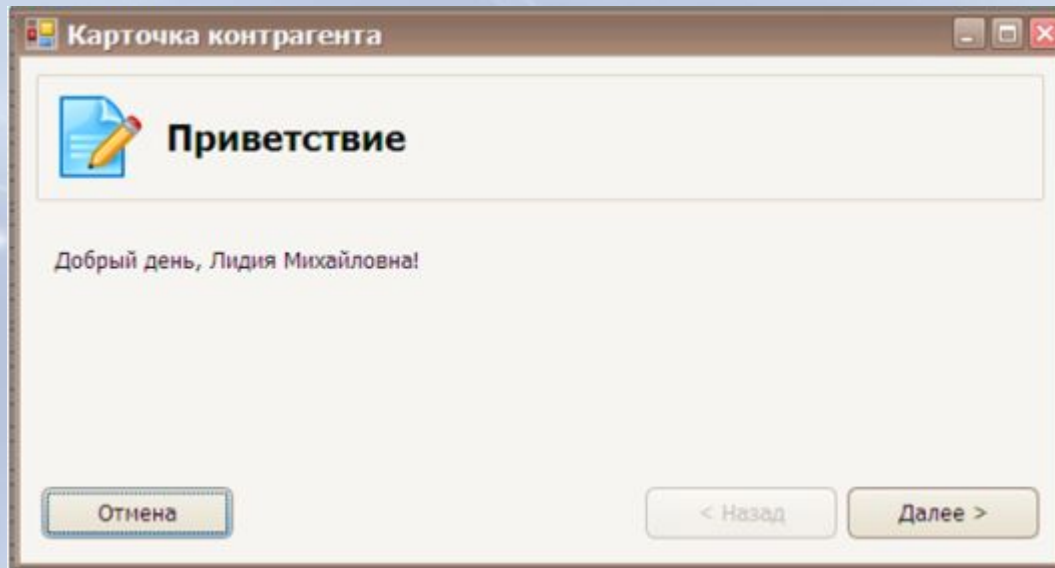 Карточка контрагента
Приветствие
Добрый день, Лидия Михайловна!
Отмена
< Назад
Далее >